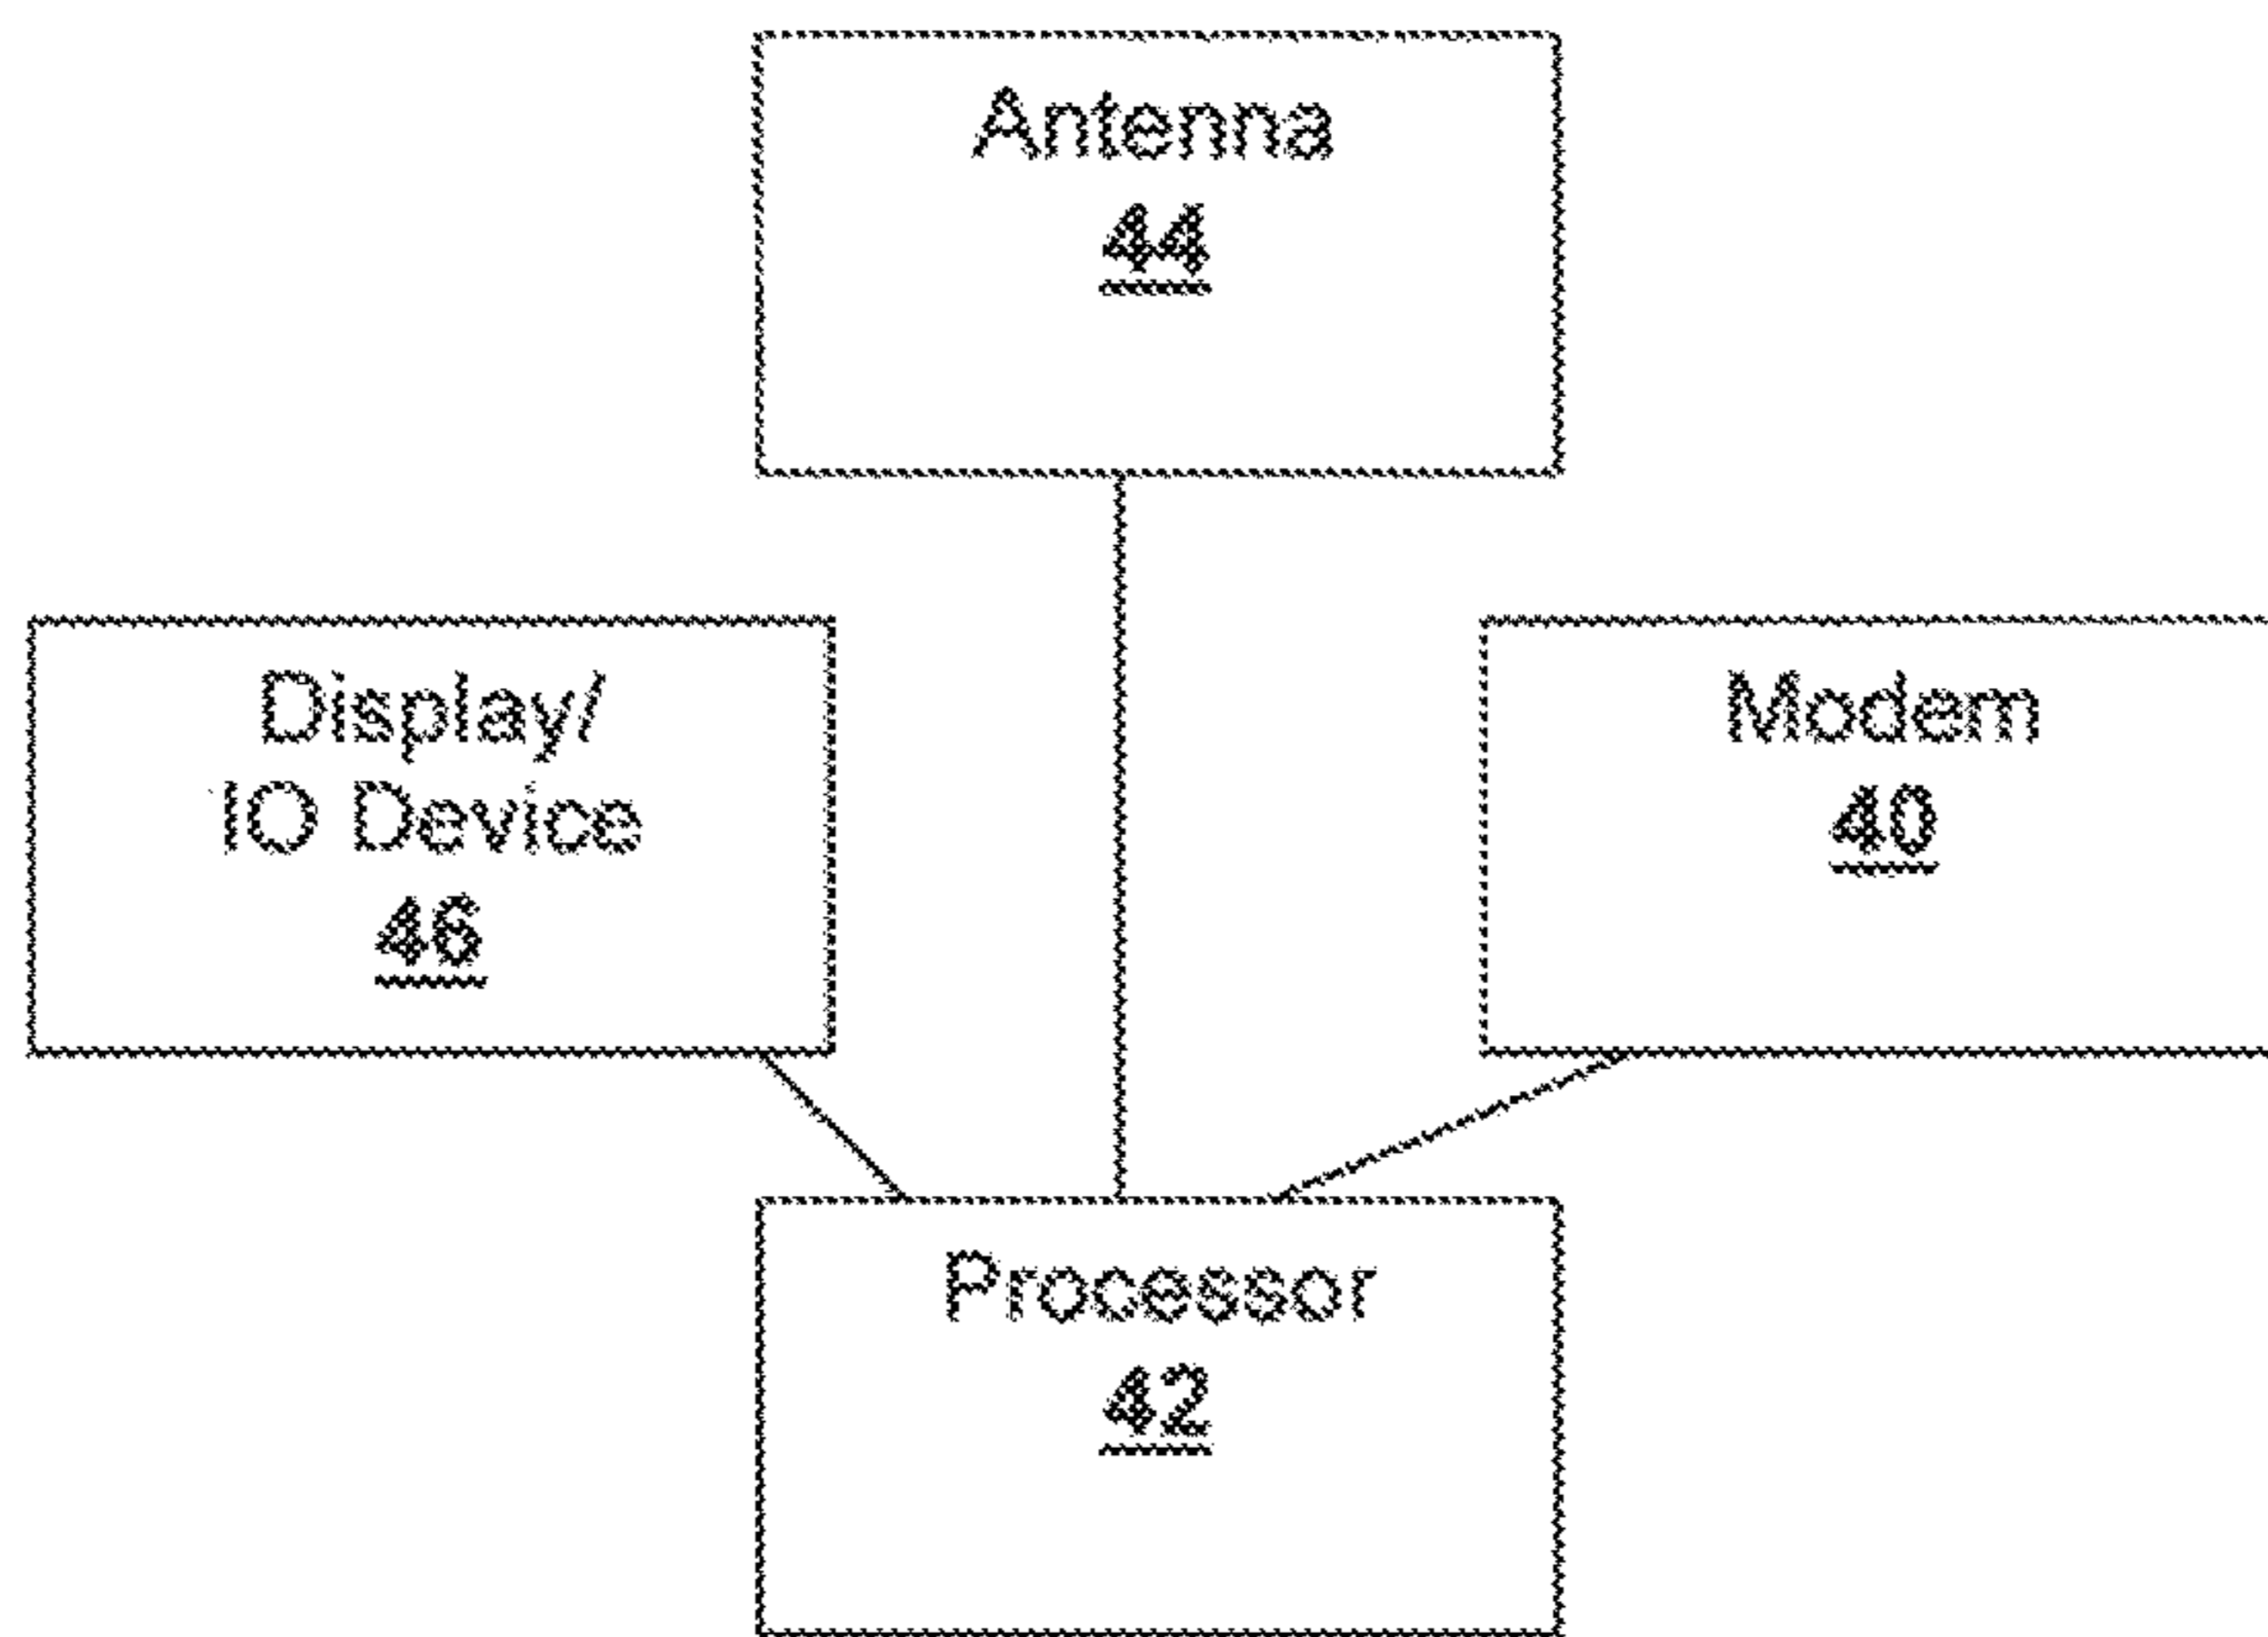 Antenna
44
Display/
IO Device
46
Modem
40
Processor
42